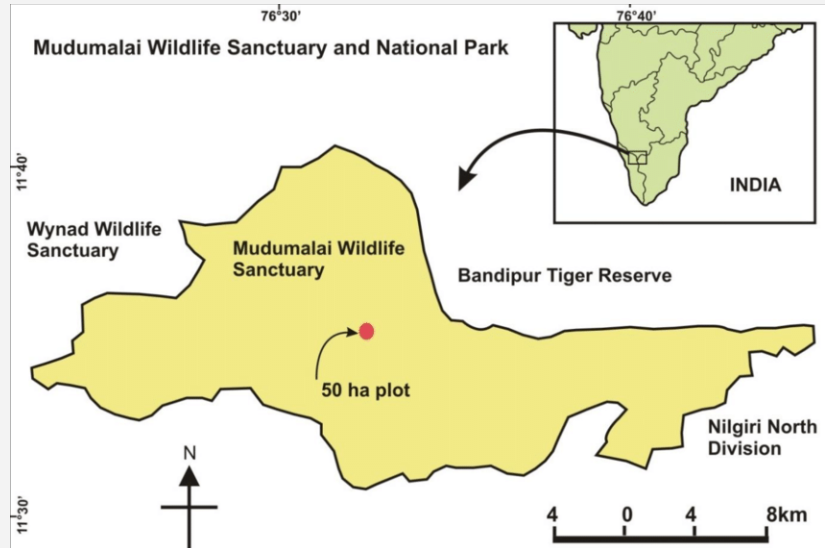 76°30'
76°40'
Mudumalai Wildlife Sanctuary and National Park
11°40'
INDIA
Wynad Wildlife
Sanctuary
Mudumalai Wildlife
Sanctuary
Bandipur Tiger Reserve
50 ha plot
Nilgiri North
Division
N
11°30'
4 0 4 8km